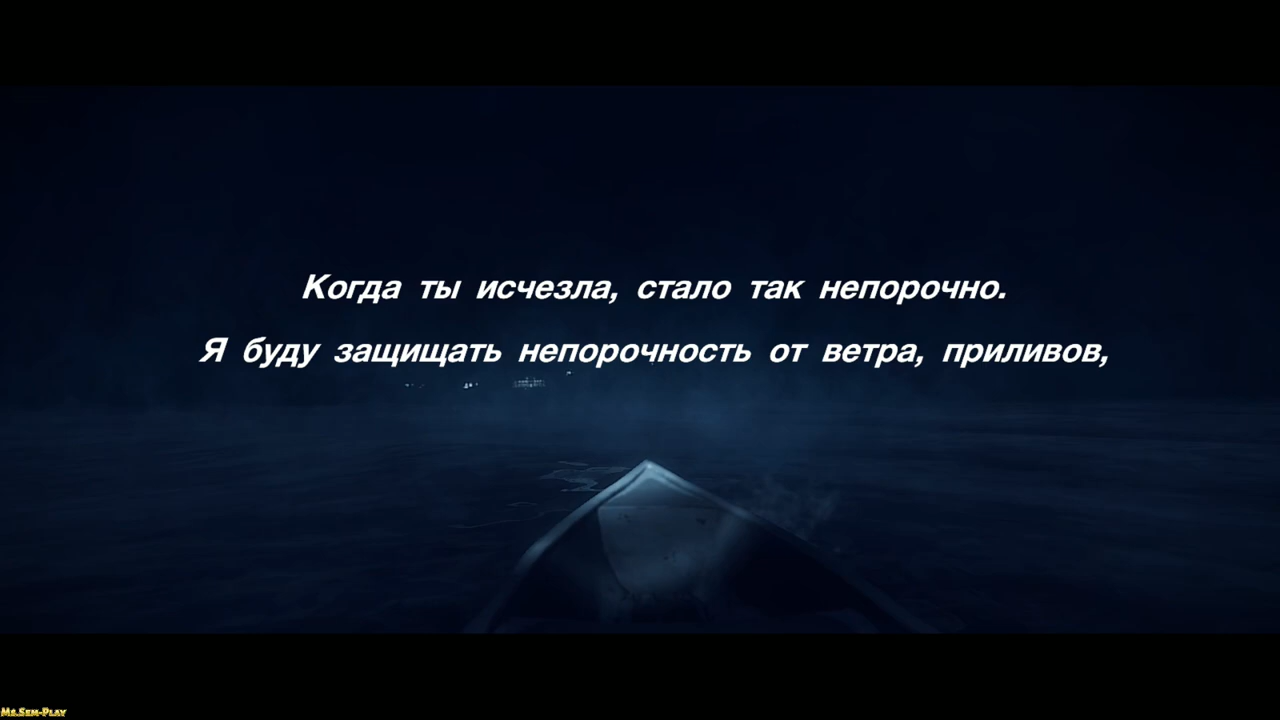 Когда ты исчезла, стало так непорочно.
Я буду защищать непорочность от ветра, приливов,
Ms.Sem-Play